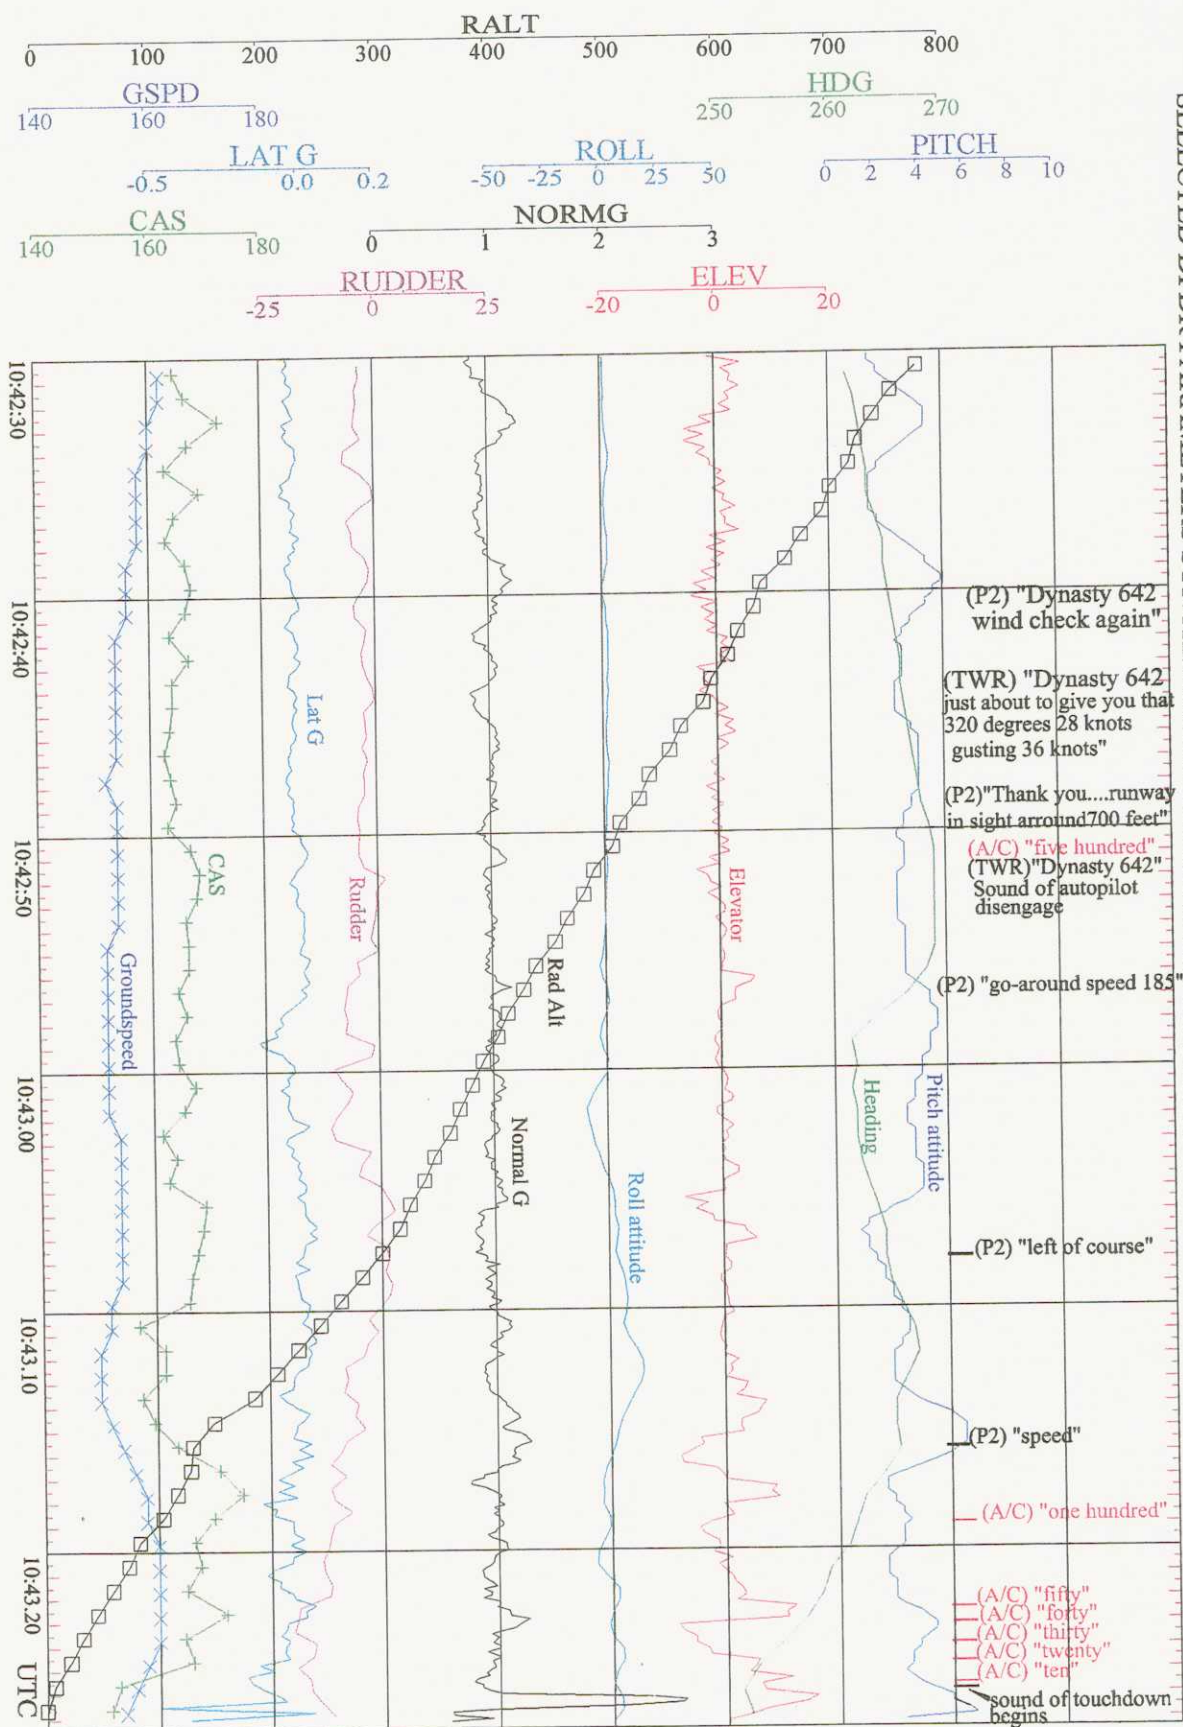 RALT
0 100 200 300 400 500 600 700 800
GSPD
140 160 180
HDG
250 260 270
LAT G
-0.5 0.0 0.2
ROLL
-50 -25 0 25 50
PITCH
0 2 4 6 8 10
CAS
140 160 180
NORMG
0 1 2 3
RUDDER
-25 0 25
ELEV
-20 0 20
10:42:30
10:42:40
10:42:50
10:43.00
10:43.10
10:43.20
UTC
Groundspeed
CAS
Lat G
Rudder
Rad Alt
Normal G
Roll attitude
Elevator
Heading
Pitch attitude
(P2) "Dynasty 642
wind check again"
(TWR) "Dynasty 642
just about to give you that
320 degrees 28 knots
gusting 36 knots"
(P2)"Thank you....runway
in sight arround700 feet"
(A/C) "five hundred"
(TWR)"Dynasty 642"
Sound of autopilot
disengage
(P2) "go-around speed 185"
(P2) "left of course"
(P2) "speed"
(A/C) "one hundred"
(A/C) "fifty"
(A/C) "forty"
(A/C) "thirty"
(A/C) "twenty"
(A/C) "ten"
sound of touchdown
begins